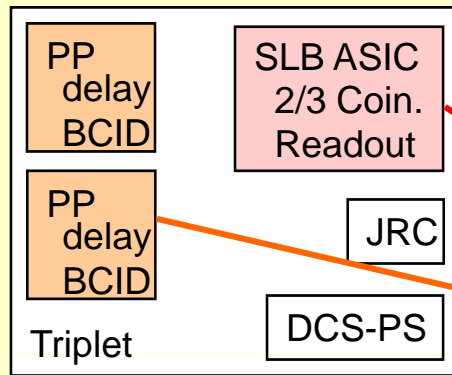 PP
delay
BCID
SLB ASIC
2/3 Coin.
Readout
PP
delay
BCID
JRC
DCS-PS
Triplet